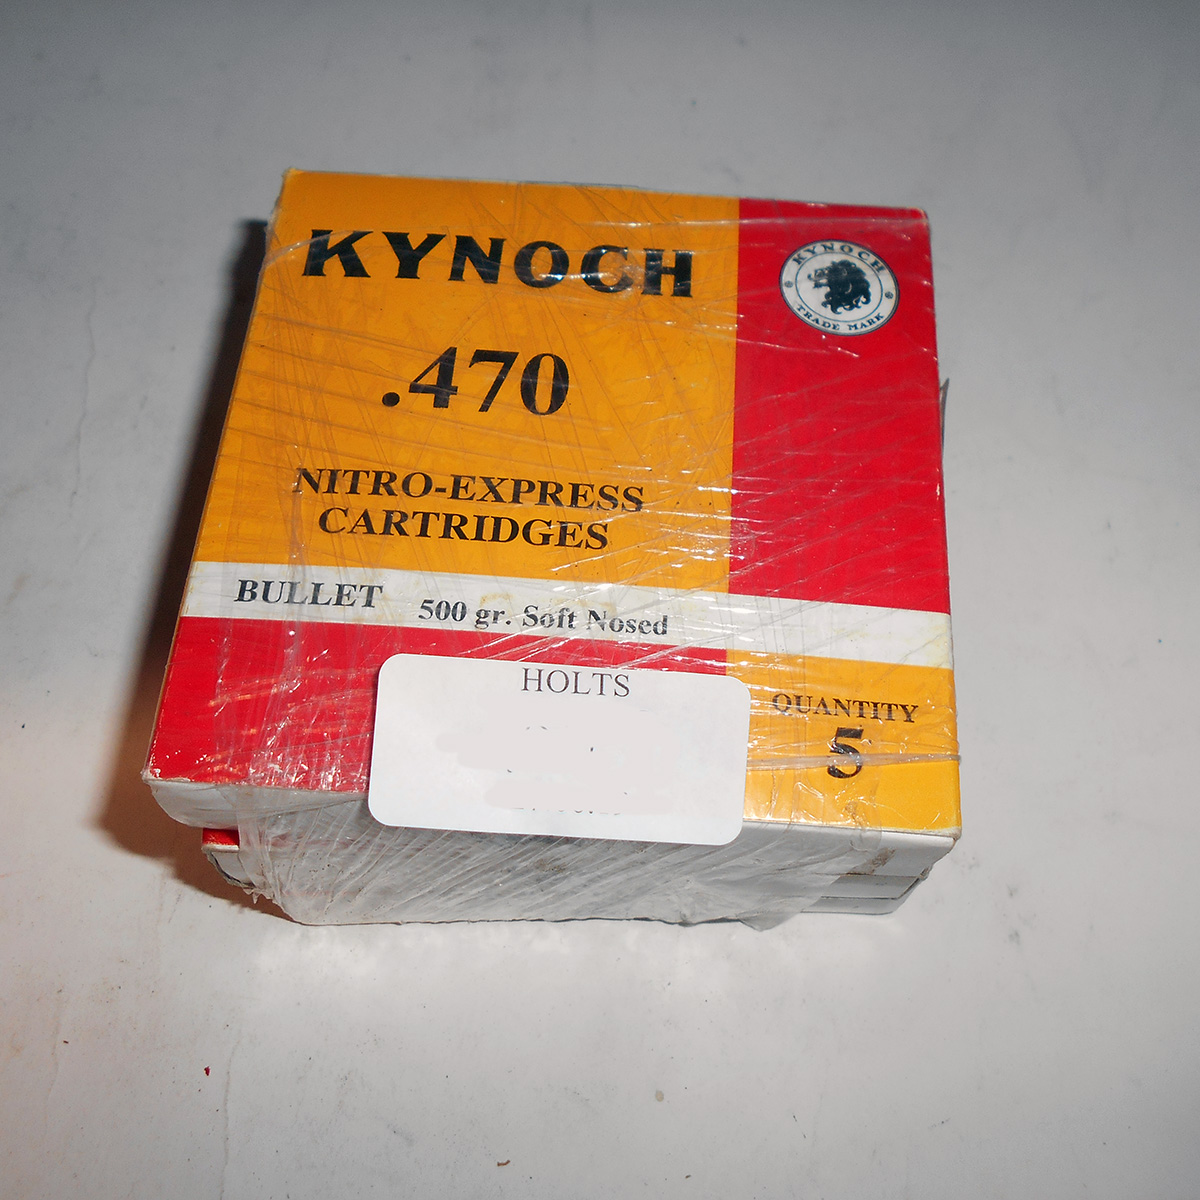 KYNOCH
KYNOCH
TRADE MARK
.470
NITRO-EXPRESS
CARTRIDGES
BULLET 500 gr. Soft Nosed
HOLTS
QUANTITY
5